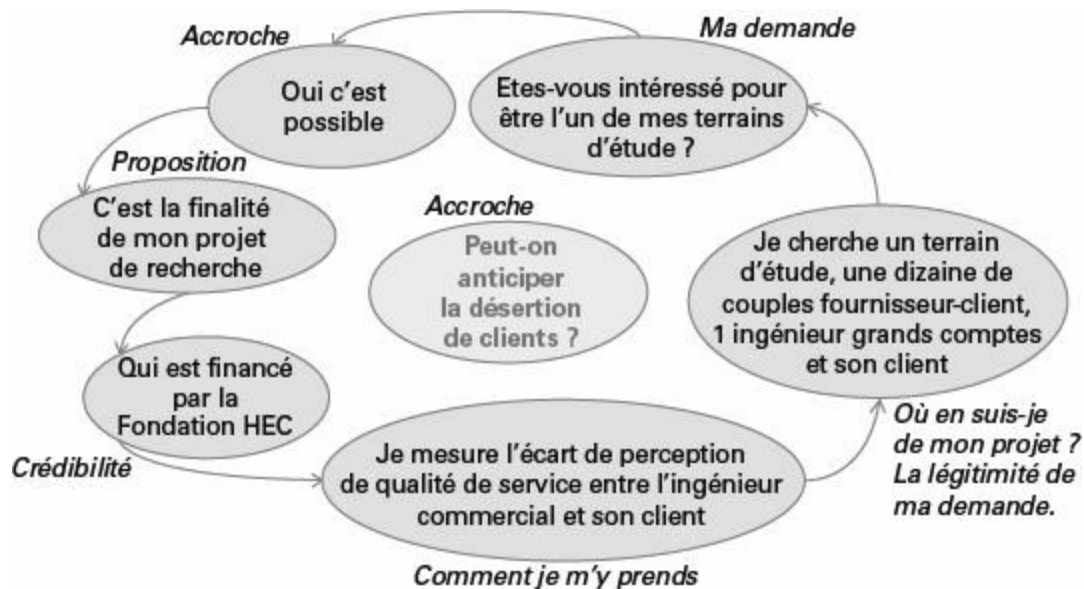 Accroche
Ma demande
Oui c'est
possible
Etes-vous intéressé pour
être l'un de mes terrains
d'étude ?
Proposition
C'est la finalité
de mon projet
de recherche
Accroche
Peut-on
anticiper
la désertion
de clients ?
Je cherche un terrain
d'étude, une dizaine de
couples fournisseur-client,
1 ingénieur grands comptes
et son client
Qui est financé
par la
Fondation HEC
Crédibilité
Je mesure l'écart de perception
de qualité de service entre l'ingénieur
commercial et son client
Où en suis-je
de mon projet ?
La légitimité de
ma demande.
Comment je m'y prends